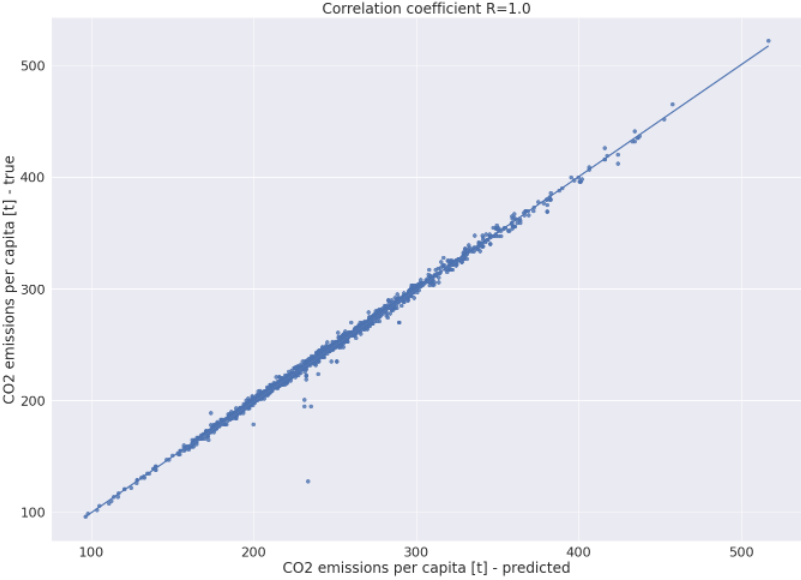 Correlation coefficient R=1.0
CO2 emissions per capita [t] - true
500
400
300
200
100
100 200 300 400 500
CO2 emissions per capita [t] - predicted